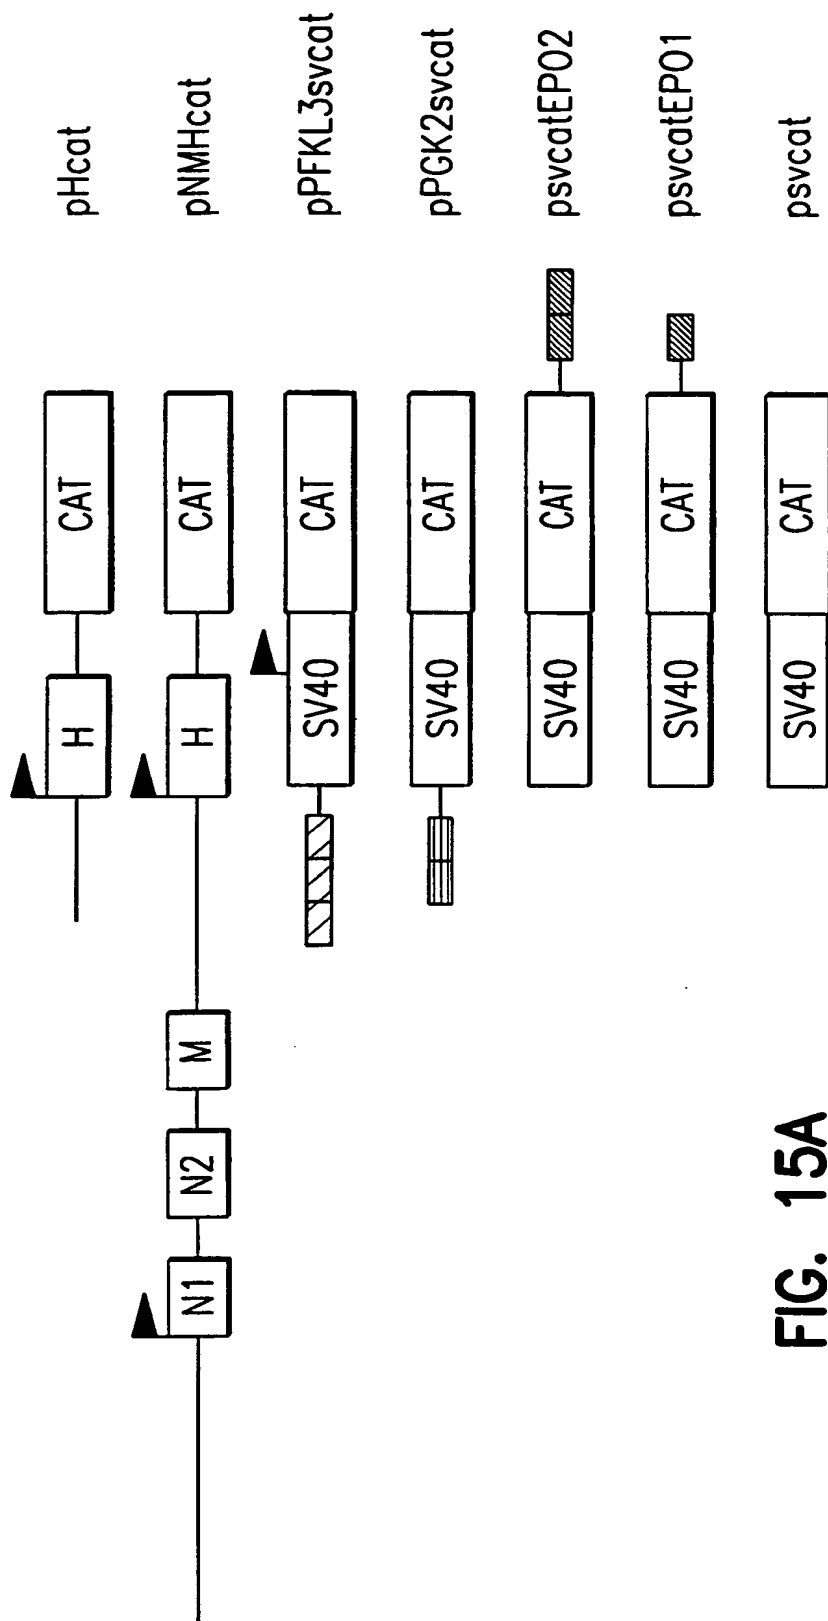 H CAT pHcat
N1 N2 M H CAT pNMHcat
SV40 CAT pPFKL3svcat
SV40 CAT pPGK2svcat
SV40 CAT psvcatEPO2
SV40 CAT psvcatEPO1
SV40 CAT psvcat
FIG. 15A